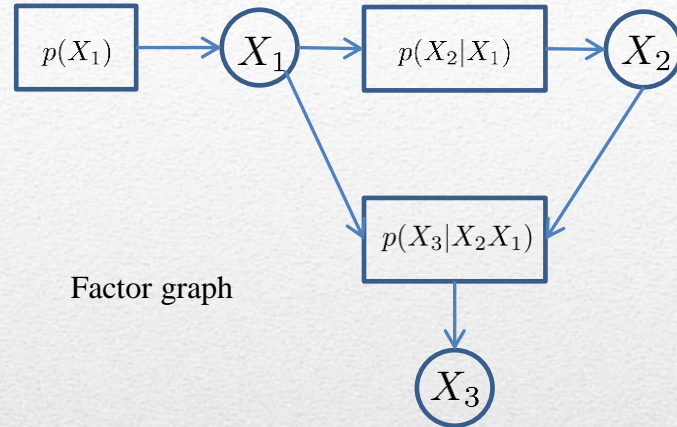 p(X₁)
X₁
p(X₂|X₁)
X₂
p(X₃|X₂X₁)
Factor graph
X₃